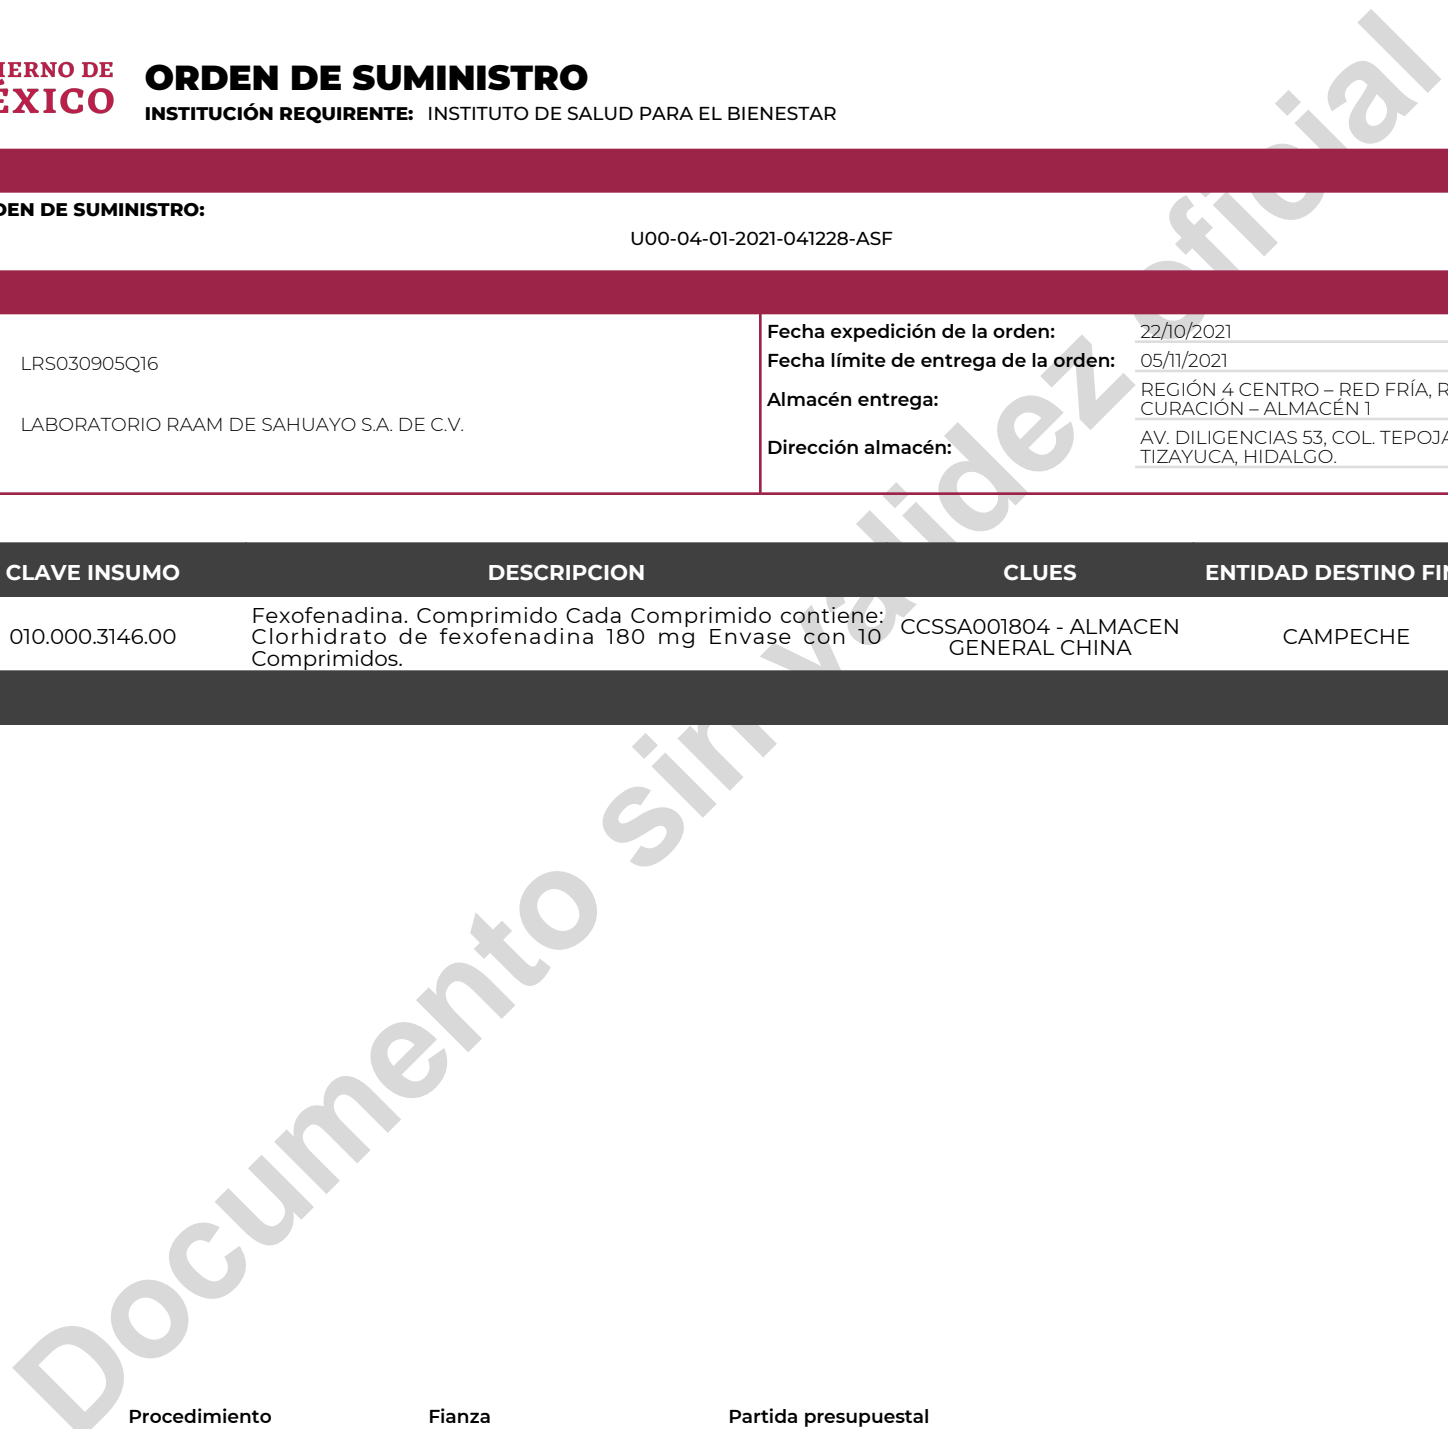 IERNO DE
ÉXICO
ORDEN DE SUMINISTRO
INSTITUCIÓN REQUIRENTE: INSTITUTO DE SALUD PARA EL BIENESTAR
DEN DE SUMINISTRO:
U00-04-01-2021-041228-ASF
LRS030905Q16
LABORATORIO RAAM DE SAHUAYO S.A. DE C.V.
Fecha expedición de la orden: 22/10/2021
Fecha límite de entrega de la orden: 05/11/2021
Almacén entrega: REGIÓN 4 CENTRO – RED FRÍA, R
CURACIÓN – ALMACÉN 1
Dirección almacén: AV. DILIGENCIAS 53, COL. TEPOJA
TIZAYUCA, HIDALGO.
CLAVE INSUMO DESCRIPCION CLUES ENTIDAD DESTINO FIN
010.000.3146.00
Fexofenadina. Comprimido Cada Comprimido contiene:
Clorhidrato de fexofenadina 180 mg Envase con 10
Comprimidos.
CCSSA001804 - ALMACEN
GENERAL CHINA
CAMPECHE
Documento sin validez oficial
Procedimiento Fianza Partida presupuestal